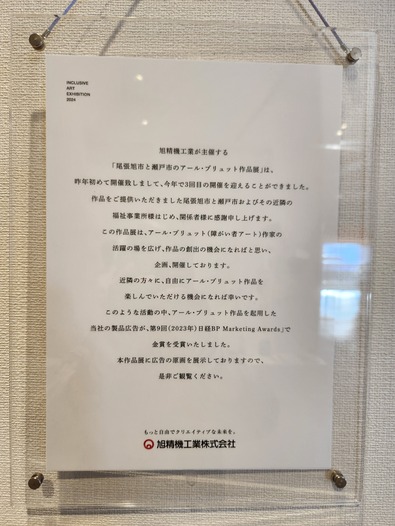 INCLUSIVE
ART
EXHIBITION
2024
旭精機工業が主催する
「尾張旭市と瀬戸市のアール・ブリュット作品展」は、
昨年初めて開催致しまして、今年で3回目の開催を迎えることができました。
作品をご提供いただきました尾張旭市と瀬戸市およびその近隣の
福祉事業所様はじめ、関係者様に感謝申し上げます。
この作品展は、アール・ブリュット(障がい者アート)作家の
活躍の場を広げ、作品の創出の機会になればと思い、
企画、開催しております。
近隣の方々に、自由にアール・ブリュット作品を
楽しんでいただける機会になれば幸いです。
このような活動の中、アール・ブリュット作品を起用した
当社の製品広告が、第9回(2023年)日経BP Marketing Awards」で
金賞を受賞いたしました。
本作品展に広告の原画を展示しておりますので、
是非ご観覧ください。
もっと自由でクリエイティブな未来を。
旭精機工業株式会社